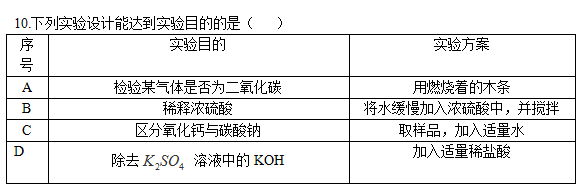 10.下列实验设计能达到实验目的的是（　　）
序号 实验目的 实验方案
A 检验某气体是否为二氧化碳 用燃烧着的木条
B 稀释浓硫酸 将水缓慢加入浓硫酸中，并搅拌
C 区分氧化钙与碳酸钠 取样品，加入适量水
D 除去 K₂SO₄ 溶液中的 KOH 加入适量稀盐酸